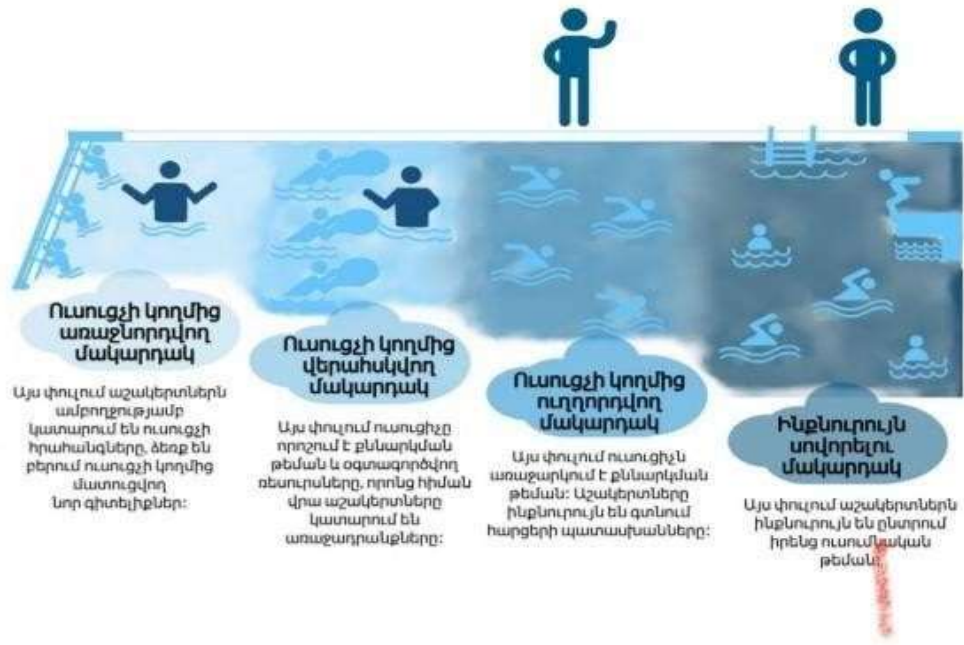 Ուսուցչի կողմից
առաջնորդվող
մակարդակ
Այս փուլում աշակերտներն
ամբողջությամբ
կատարում են ուսուցչի
հրահանգները, ձեռք են
բերում ուսուցչի կողմից
մատուցվող
նոր գիտելիքներ:
Ուսուցչի կողմից
վերահսկվող
մակարդակ
Այս փուլում ուսուցիչը
որոշում է քննարկման
թեման և օգտագործվող
ռեսուրսները, որոնց հիման
վրա աշակերտները
կատարում են
առաջադրանքները:
Ուսուցչի կողմից
ուղղորդվող
մակարդակ
Այս փուլում ուսուցիչն
առաջարկում է քննարկման
թեման: Աշակերտները
ինքնուրույն են գտնում
հարցերի պատասխանները:
Ինքնուրույն
սովորելու
մակարդակ
Այս փուլում աշակերտներն
ինքնուրույն են ընտրում
իրենց ուսումնական
թեման: